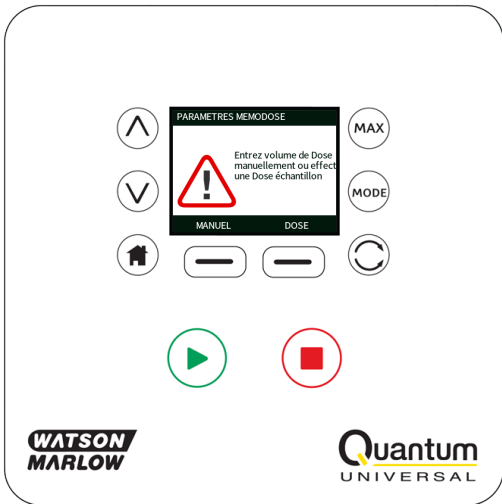 PARAMETRES MEMODOSE
MAX
Entrez volume de Dose
manuellement ou effect
une Dose échantillon
MODE
MANUEL DOSE
WATSON
MARLOW
Quantum
UNIVERSAL